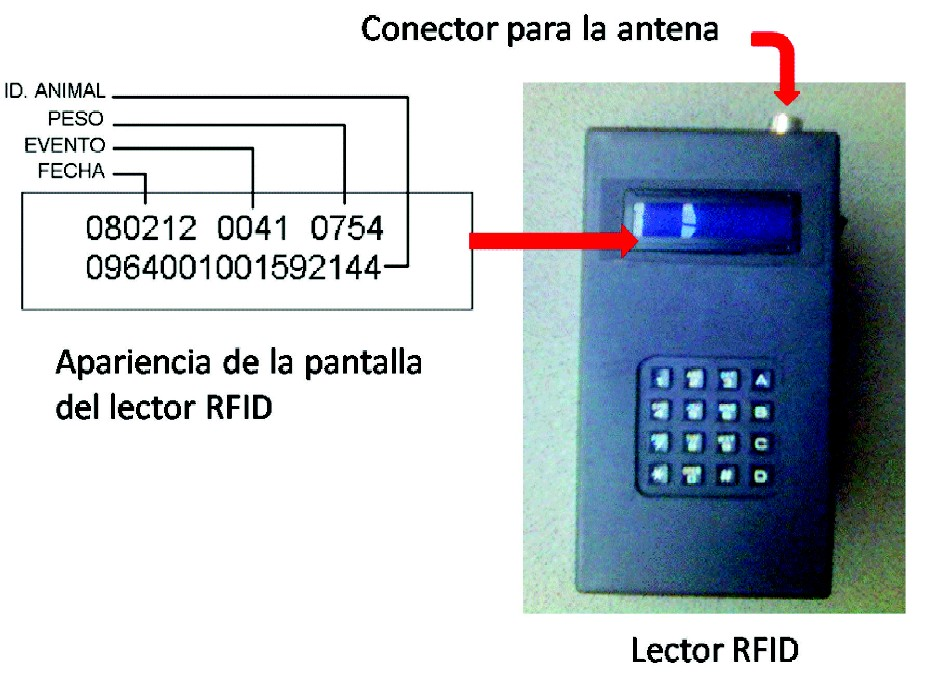 Conector para la antena
ID. ANIMAL
PESO
EVENTO
FECHA
080212 0041 0754
0964001001592144
Apariencia de la pantalla
del lector RFID
A
B
C
* # D
Lector RFID